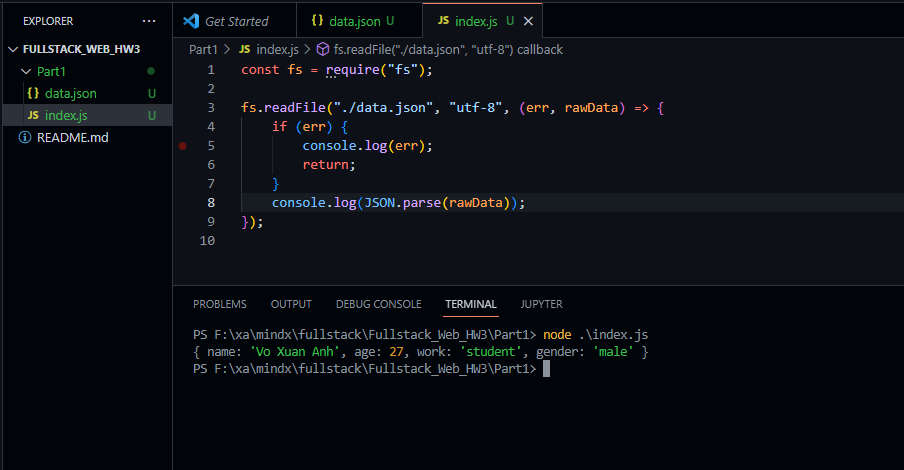 EXPLORER ...
FULLSTACK_WEB_HW3
Part1
{} data.json U
JS index.js U
README.md
Get Started
{} data.json U
JS index.js U
Part1 > JS index.js > fs.readFile("./data.json", "utf-8") callback
1 const fs = require("fs");
2
3 fs.readFile("./data.json", "utf-8", (err, rawData) => {
4 if (err) {
5 console.log(err);
6 return;
7 }
8 console.log(JSON.parse(rawData));
9 });
10
PROBLEMS OUTPUT DEBUG CONSOLE TERMINAL JUPYTER
PS F:\xa\mindx\fullstack\Fullstack_Web_HW3\Part1> node .\index.js
{ name: 'Vo Xuan Anh', age: 27, work: 'student', gender: 'male' }
PS F:\xa\mindx\fullstack\Fullstack_Web_HW3\Part1>